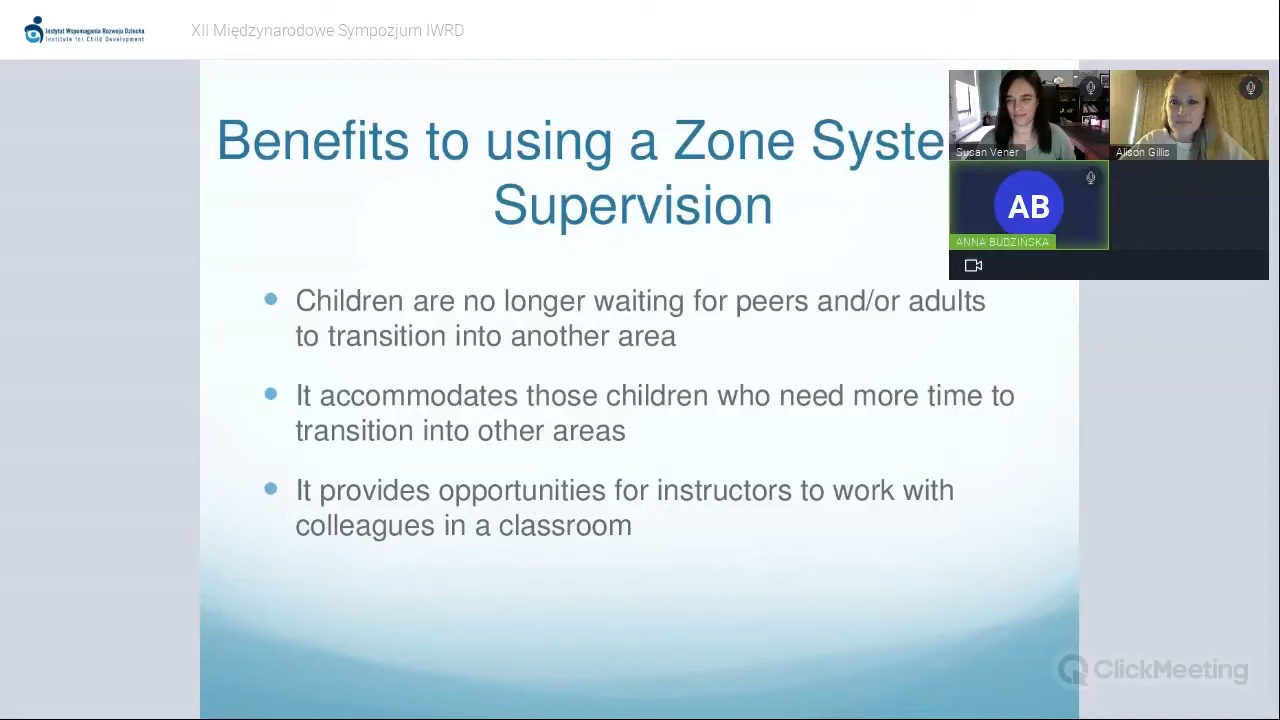 Instytut Wspomagania Rozwoju Dziecka
Institute for Child Development
XII Międzynarodowe Sympozjum IWRD
Benefits to using a Zone Syste
Supervision
Susan Vener
Alison Gillis
AB
ANNA BUDZIŃSKA
Children are no longer waiting for peers and/or adults
to transition into another area
It accommodates those children who need more time to
transition into other areas
It provides opportunities for instructors to work with
colleagues in a classroom
ClickMeeting